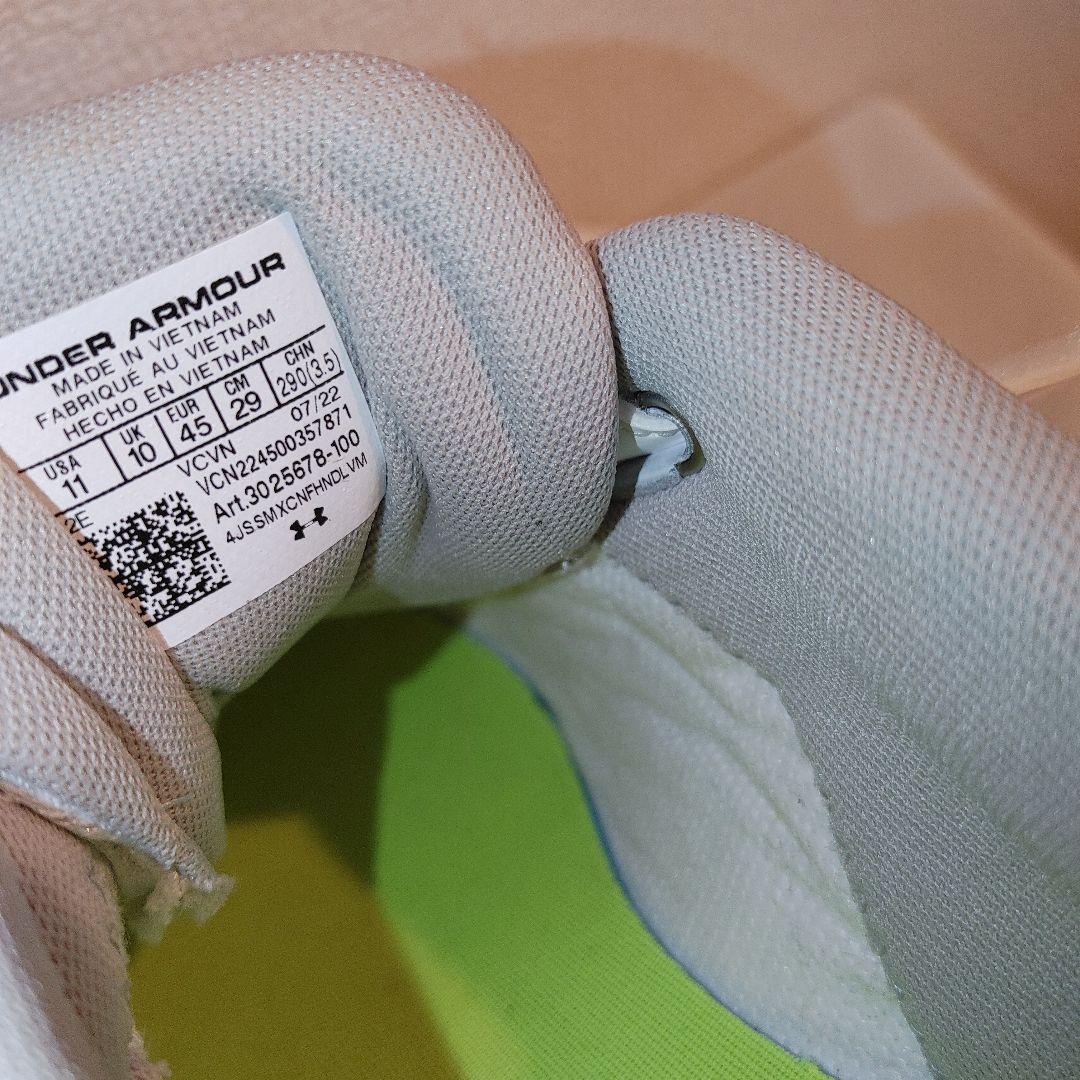 UNDER ARMOUR
MADE IN VIETNAM
FABRIQUÉ AU VIETNAM
HECHO EN VIETNAM
USA UK EUR CM CHN
11 10 45 29 290(3.5)
VCVN 07/22
VCN224500357871
Art.3025678-100
2E 4JSSMXCNFHNDLVM